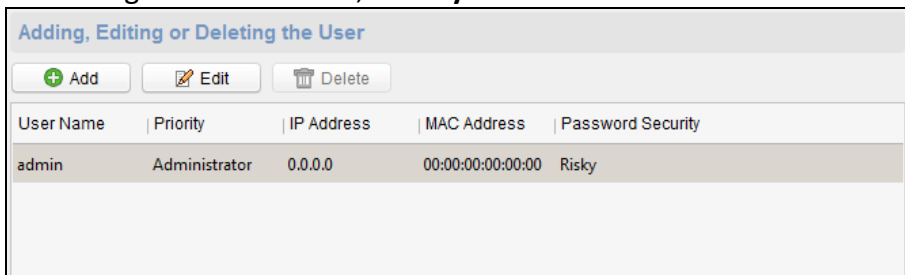 Adding, Editing or Deleting the User
Add Edit Delete
User Name Priority IP Address MAC Address Password Security
admin Administrator 0.0.0.0 00:00:00:00:00:00 Risky